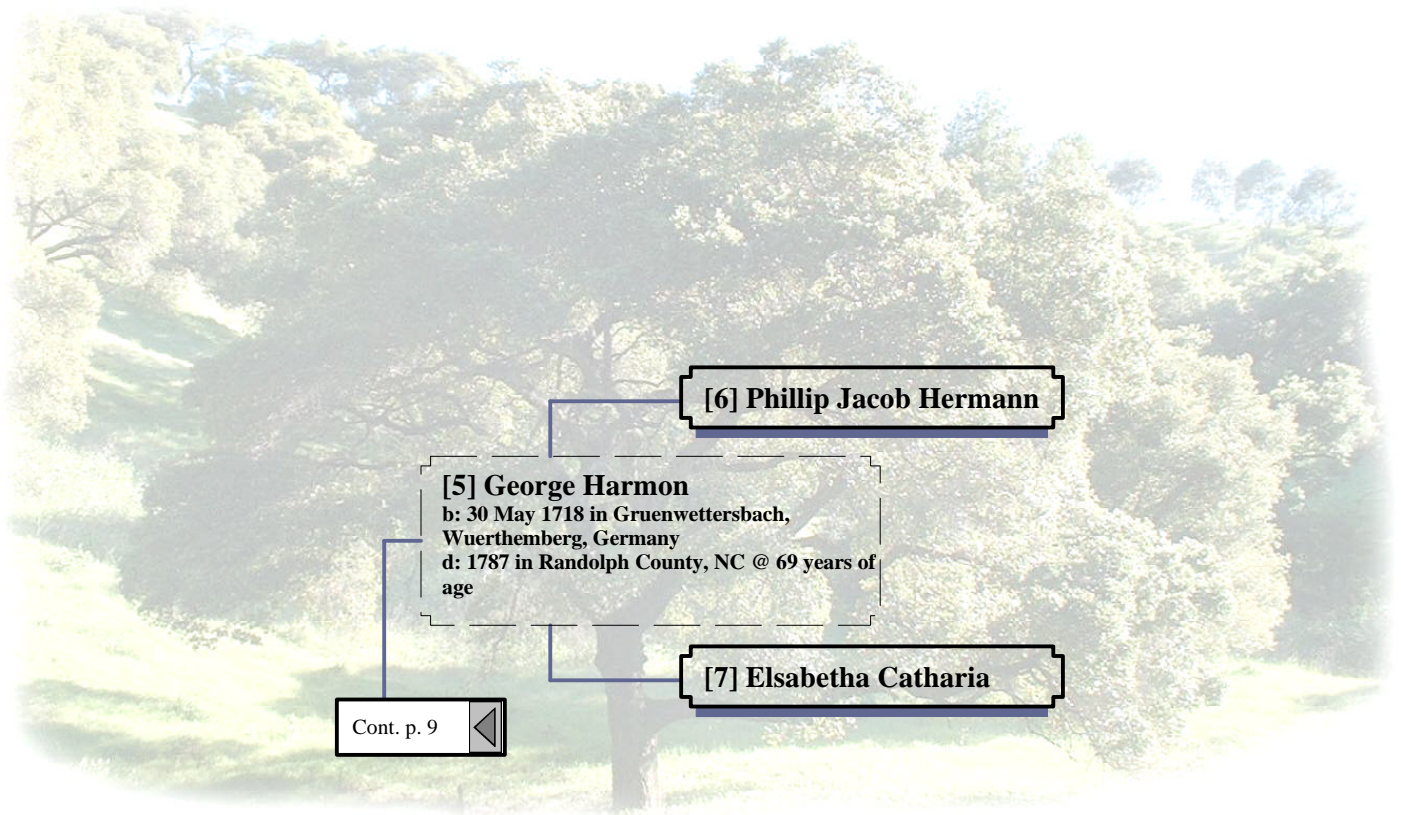 [6] Phillip Jacob Hermann
[5] George Harmon
b: 30 May 1718 in Gruenwettersbach,
Wuerthemberg, Germany
d: 1787 in Randolph County, NC @ 69 years of
age
[7] Elsabetha Catharia
Cont. p. 9